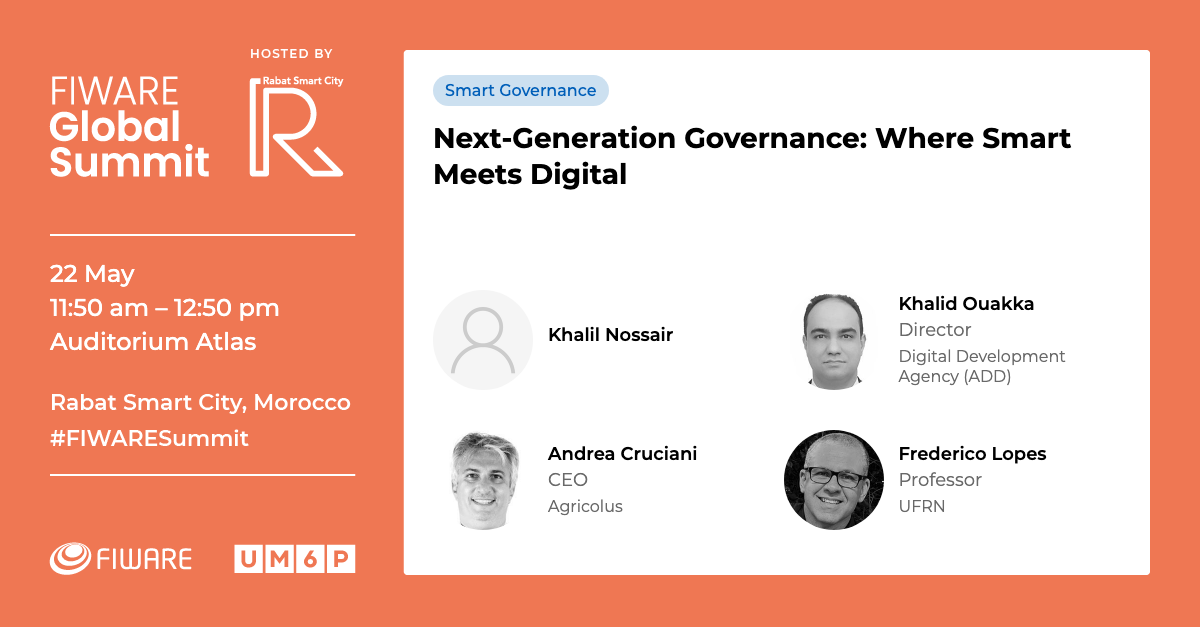 HOSTED BY
FIWARE
Global
Summit
Rabat Smart City
R
22 May
11:50 am – 12:50 pm
Auditorium Atlas
Rabat Smart City, Morocco
#FIWARESummit
FIWARE
UM6P
Smart Governance
Next-Generation Governance: Where Smart
Meets Digital
Khalil Nossair
Khalid Ouakka
Director
Digital Development
Agency (ADD)
Andrea Cruciani
CEO
Agricolus
Frederico Lopes
Professor
UFRN